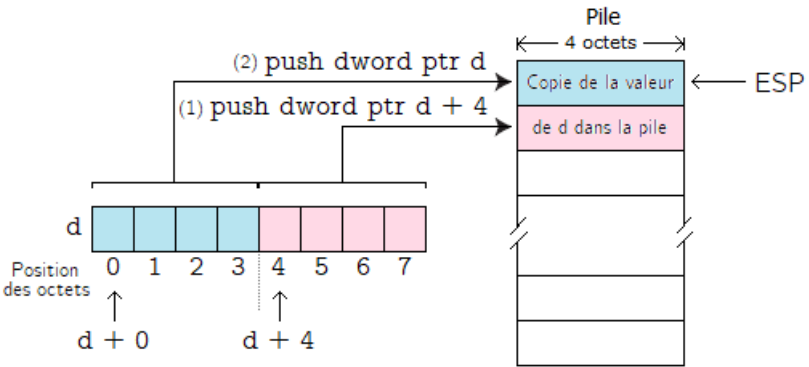 Pile
4 octets
(2) push dword ptr d
Copie de la valeur
ESP
(1) push dword ptr d + 4
de d dans la pile
d
Position
des octets
0 1 2 3 4 5 6 7
d + 0
d + 4